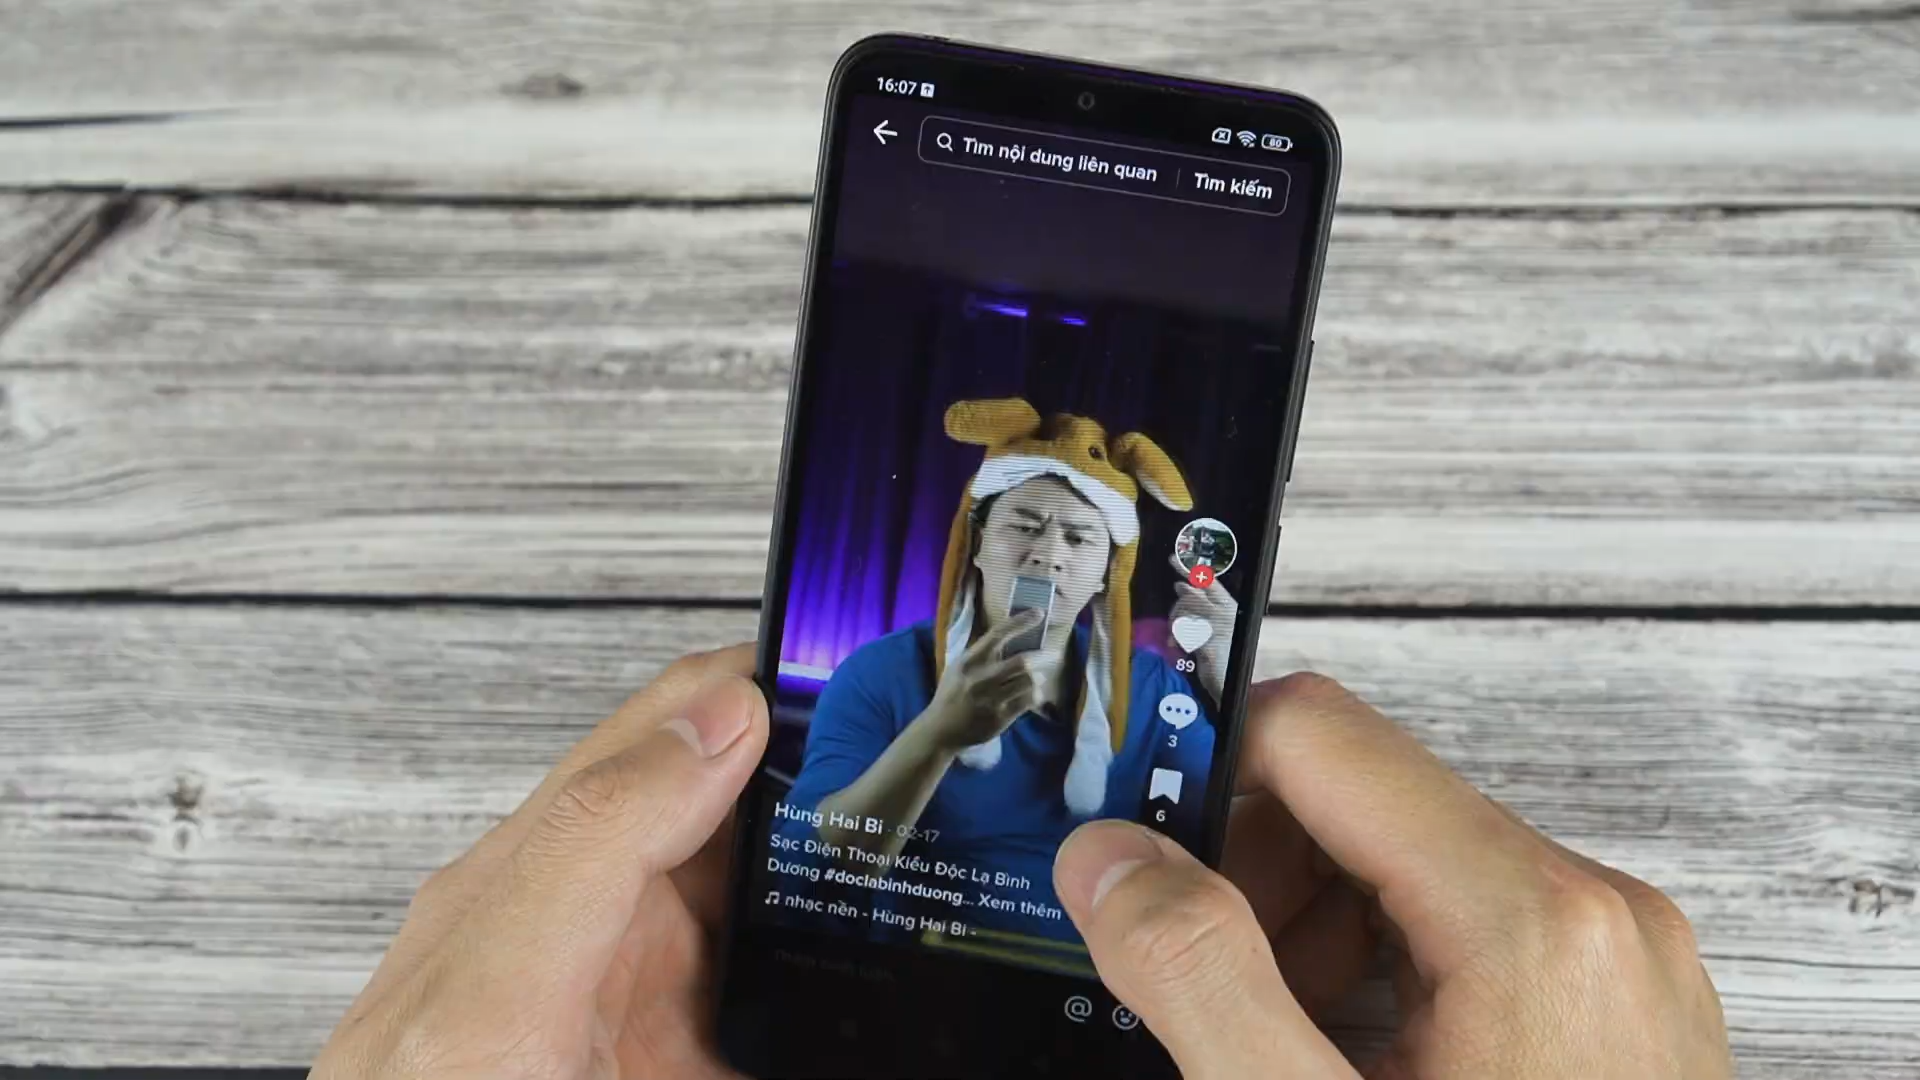 16:07
80
Tìm nội dung liên quan
Tìm kiếm
89
3
6
Hùng Hai Bi · 02-17
Sạc Điện Thoại Kiểu Độc Lạ Bình
Dương #doclabinhduong... Xem thêm
nhạc nền - Hùng Hai Bi -
@